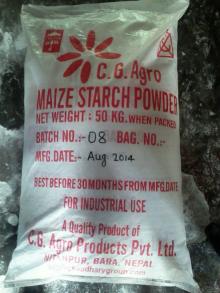 C.G. Agro
MAIZE STARCH POWDER
NET WEIGHT: 50 KG. WHEN PACKED
BATCH NO.:- 08 BAG. NO.:-
MFG.DATE:- Aug 2014
BEST BEFORE 30 MONTHS FROM MFG.DATE
FOR INDUSTRIAL USE
A Quality Product of
C.G. Agro Products Pvt. Ltd.
BARA, NEPAL